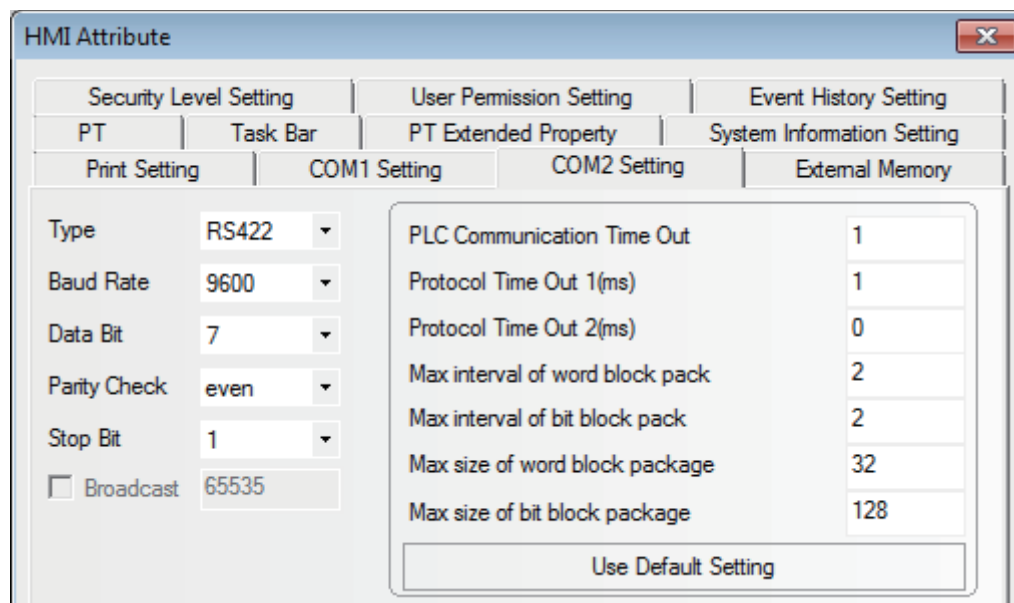 HMI Attribute
Security Level Setting User Permission Setting Event History Setting
PT Task Bar PT Extended Property System Information Setting
Print Setting COM1 Setting COM2 Setting External Memory
Type RS422
Baud Rate 9600
Data Bit 7
Parity Check even
Stop Bit 1
Broadcast 65535
PLC Communication Time Out 1
Protocol Time Out 1(ms) 1
Protocol Time Out 2(ms) 0
Max interval of word block pack 2
Max interval of bit block pack 2
Max size of word block package 32
Max size of bit block package 128
Use Default Setting